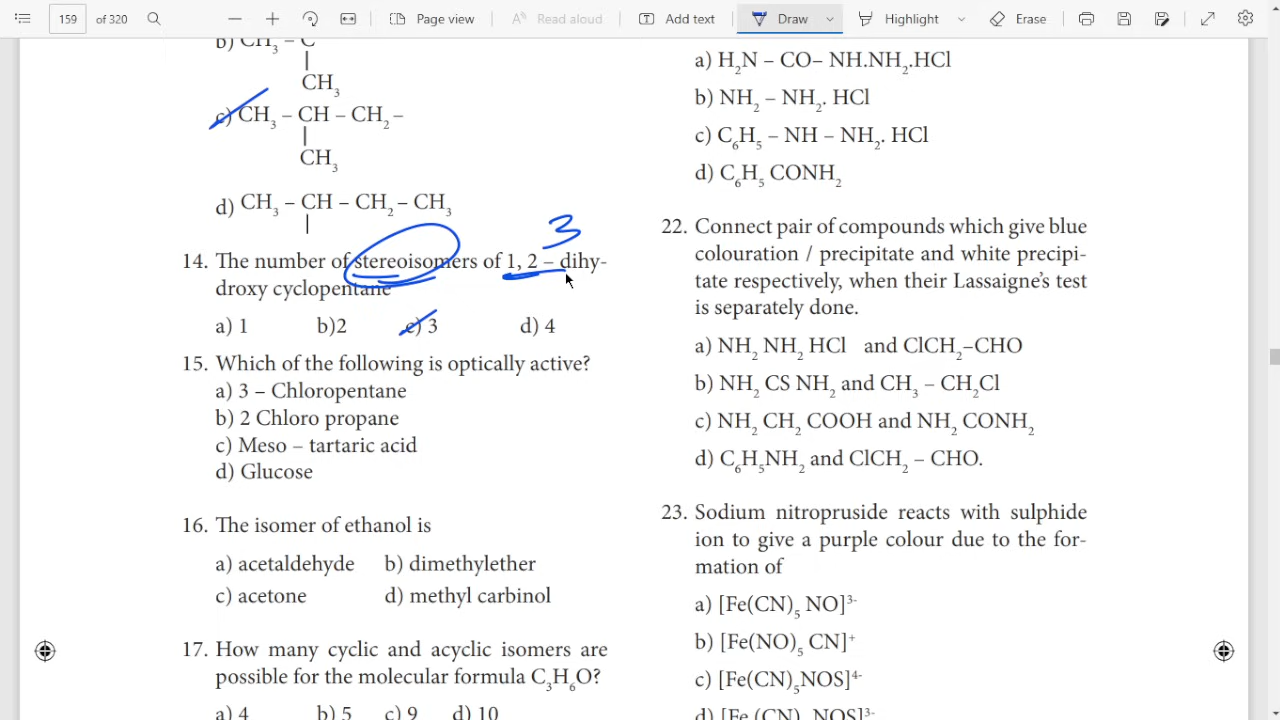 159 of 320 Page view Read aloud Add text Draw Highlight Erase
b) CH₃ – C
|
CH₃
c) CH₃ – CH – CH₂ –
|
CH₃
d) CH₃ – CH – CH₂ – CH₃
|
3
14. The number of stereoisomers of 1, 2 – dihy-
droxy cyclopentane
a) 1 b)2 c) 3 d) 4
15. Which of the following is optically active?
a) 3 – Chloropentane
b) 2 Chloro propane
c) Meso – tartaric acid
d) Glucose
16. The isomer of ethanol is
a) acetaldehyde b) dimethylether
c) acetone d) methyl carbinol
17. How many cyclic and acyclic isomers are
possible for the molecular formula C₃H₆O?
a) 4 b) 5 c) 9 d) 10
a) H₂N – CO– NH.NH₂.HCl
b) NH₂ – NH₂. HCl
c) C₆H₅ – NH – NH₂. HCl
d) C₆H₅ CONH₂
22. Connect pair of compounds which give blue
colouration / precipitate and white precipi-
tate respectively, when their Lassaigne's test
is separately done.
a) NH₂ NH₂ HCl and ClCH₂–CHO
b) NH₂ CS NH₂ and CH₃ – CH₂Cl
c) NH₂ CH₂ COOH and NH₂ CONH₂
d) C₆H₅NH₂ and ClCH₂ – CHO.
23. Sodium nitropruside reacts with sulphide
ion to give a purple colour due to the for-
mation of
a) [Fe(CN)₅ NO]³⁻
b) [Fe(NO)₅ CN]⁺
c) [Fe(CN)₅NOS]⁴⁻
d) [Fe (CN)₅ NOS]³⁻